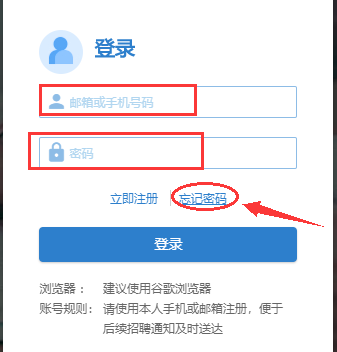 登录
邮箱或手机号码
密码
立即注册 忘记密码
登录
浏览器： 建议使用谷歌浏览器
账号规则： 请使用本人手机或邮箱注册，便于
后续招聘通知及时送达